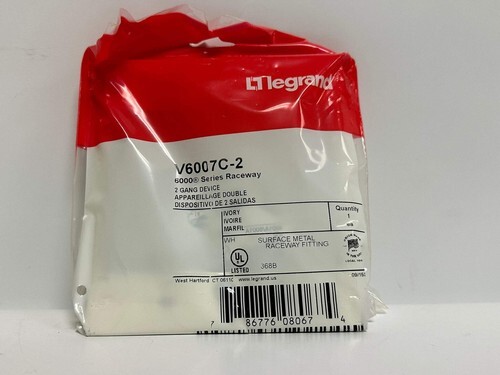 legrand
V6007C-2
6000® Series Raceway
2 GANG DEVICE
APPAREILLAGE DOUBLE
DISPOSITIVO DE 2 SALIDAS
IVORY
IVOIRE
MARFIL
Quantity
1
WH
SURFACE METAL
RACEWAY FITTING
UL
LISTED
368B
West Hartford, CT 06110
www.legrand.us
7 86776 08067 4